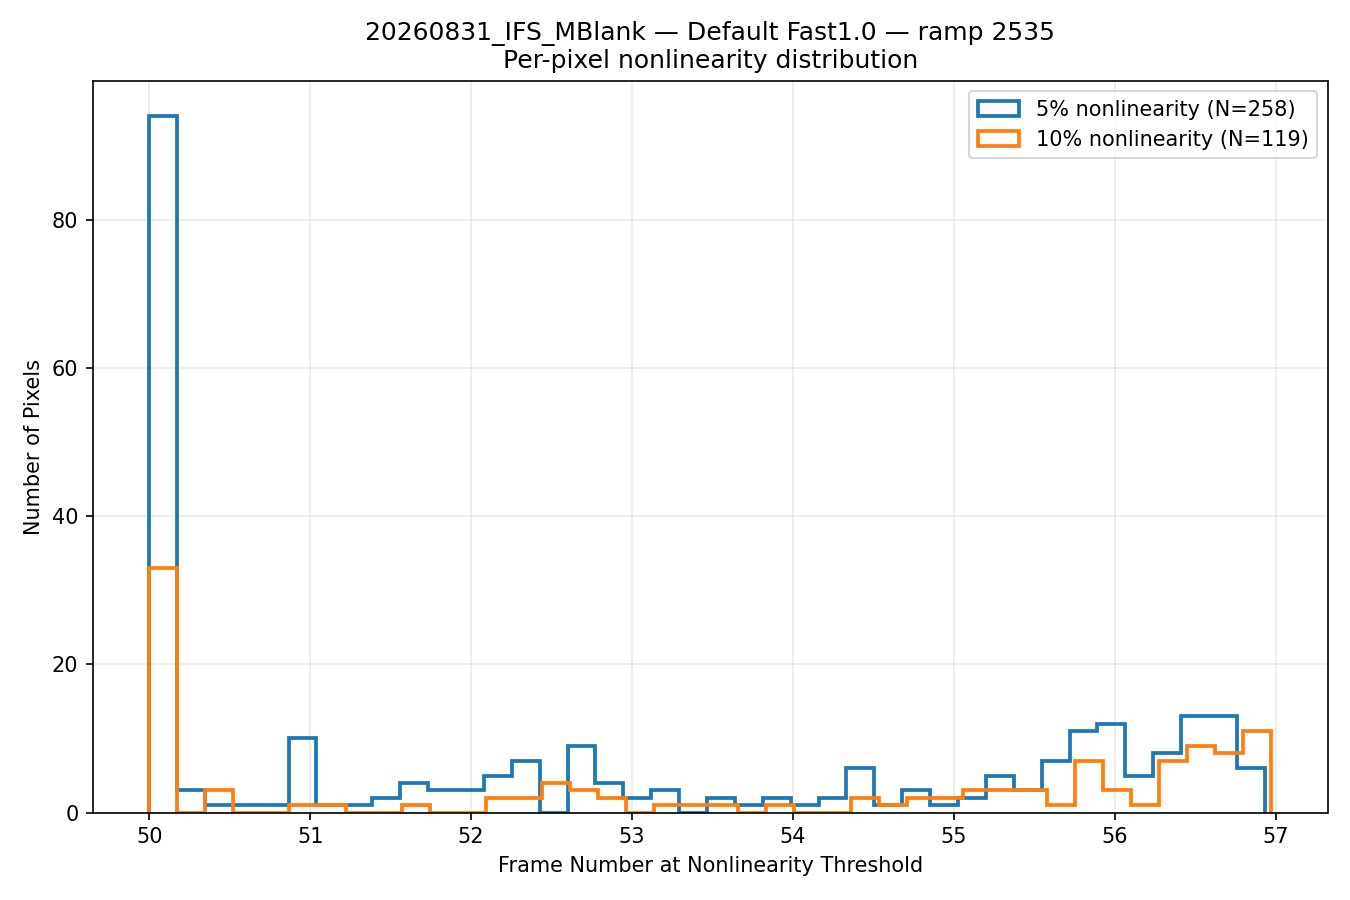 20260831_IFS_MBlank — Default Fast1.0 — ramp 2535
Per-pixel nonlinearity distribution
5% nonlinearity (N=258)
10% nonlinearity (N=119)
Number of Pixels
80
60
40
20
0
50 51 52 53 54 55 56 57
Frame Number at Nonlinearity Threshold